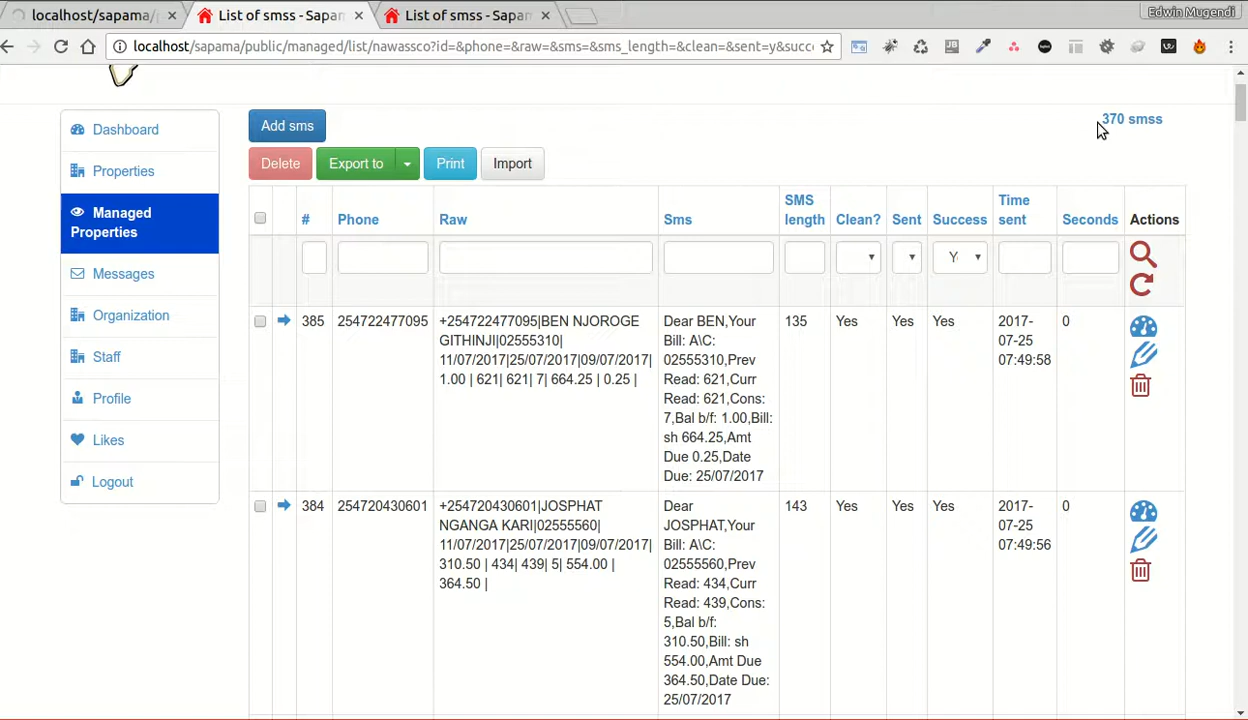 localhost/sapama/p
List of smss - Sapam
List of smss - Sapam
Edwin Mugendi
localhost/sapama/public/managed/list/nawassco?id=&phone=&raw=&sms=&sms_length=&clean=&sent=y&succ
Dashboard
Properties
Managed
Properties
Messages
Organization
Staff
Profile
Likes
Logout
Add sms
370 smss
Delete
Export to
Print
Import
# Phone Raw Sms SMS length Clean? Sent Success Time sent Seconds Actions
Y
385
254722477095
+254722477095|BEN NJOROGE
GITHINJI|02555310|
11/07/2017|25/07/2017|09/07/2017|
1.00 | 621| 621| 7| 664.25 | 0.25 |
Dear BEN,Your
Bill: A\C:
02555310,Prev
Read: 621,Curr
Read: 621,Cons:
7,Bal b/f: 1.00,Bill:
sh 664.25,Amt
Due 0.25,Date
Due: 25/07/2017
135
Yes
Yes
Yes
2017-
07-25
07:49:58
0
384
254720430601
+254720430601|JOSPHAT
NGANGA KARI|02555560|
11/07/2017|25/07/2017|09/07/2017|
310.50 | 434| 439| 5| 554.00 |
364.50 |
Dear
JOSPHAT,Your
Bill: A\C:
02555560,Prev
Read: 434,Curr
Read: 439,Cons:
5,Bal b/f:
310.50,Bill: sh
554.00,Amt Due
364.50,Date Due:
25/07/2017
143
Yes
Yes
Yes
2017-
07-25
07:49:56
0